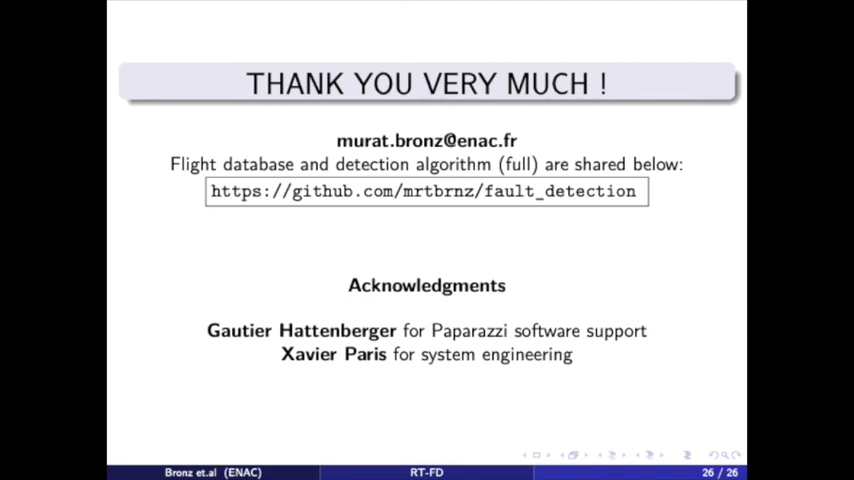 THANK YOU VERY MUCH !
murat.bronz@enac.fr
Flight database and detection algorithm (full) are shared below:
https://github.com/mrtbrnz/fault_detection
Acknowledgments
Gautier Hattenberger for Paparazzi software support
Xavier Paris for system engineering
Bronz et.al (ENAC) RT-FD 26 / 26